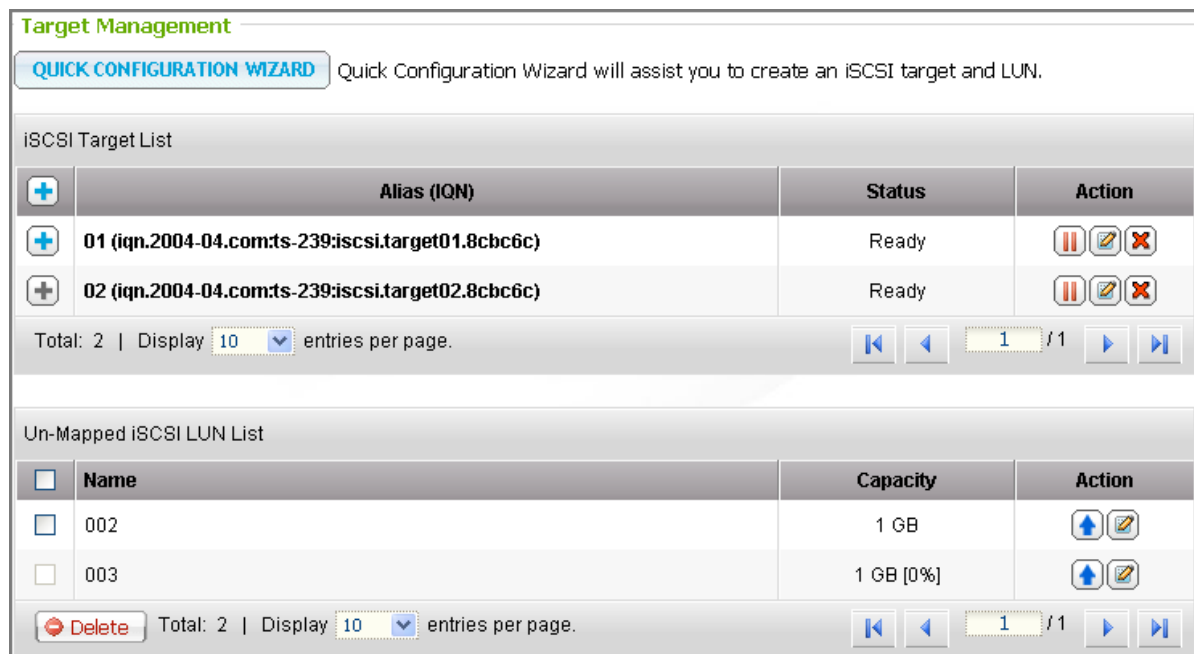 Target Management
QUICK CONFIGURATION WIZARD Quick Configuration Wizard will assist you to create an iSCSI target and LUN.
iSCSI Target List
Alias (IQN) Status Action
01 (iqn.2004-04.com:ts-239:iscsi.target01.8cbc6c) Ready
02 (iqn.2004-04.com:ts-239:iscsi.target02.8cbc6c) Ready
Total: 2 | Display 10 entries per page. 1 / 1
Un-Mapped iSCSI LUN List
Name Capacity Action
002 1 GB
003 1 GB [0%]
Delete Total: 2 | Display 10 entries per page. 1 / 1